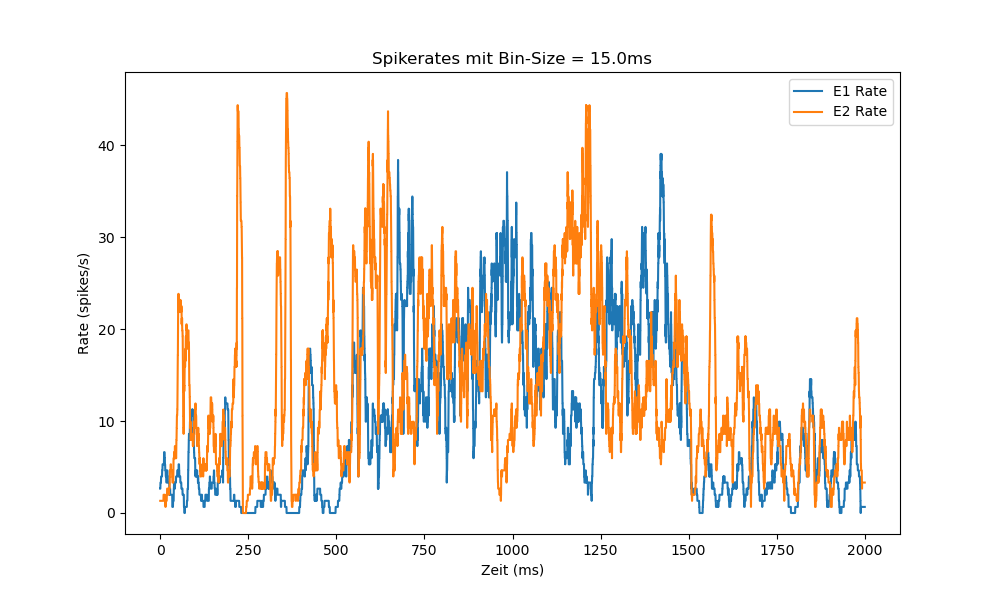 Spikerates mit Bin-Size = 15.0ms
E1 Rate
E2 Rate
Rate (spikes/s)
40
30
20
10
0
0 250 500 750 1000 1250 1500 1750 2000
Zeit (ms)